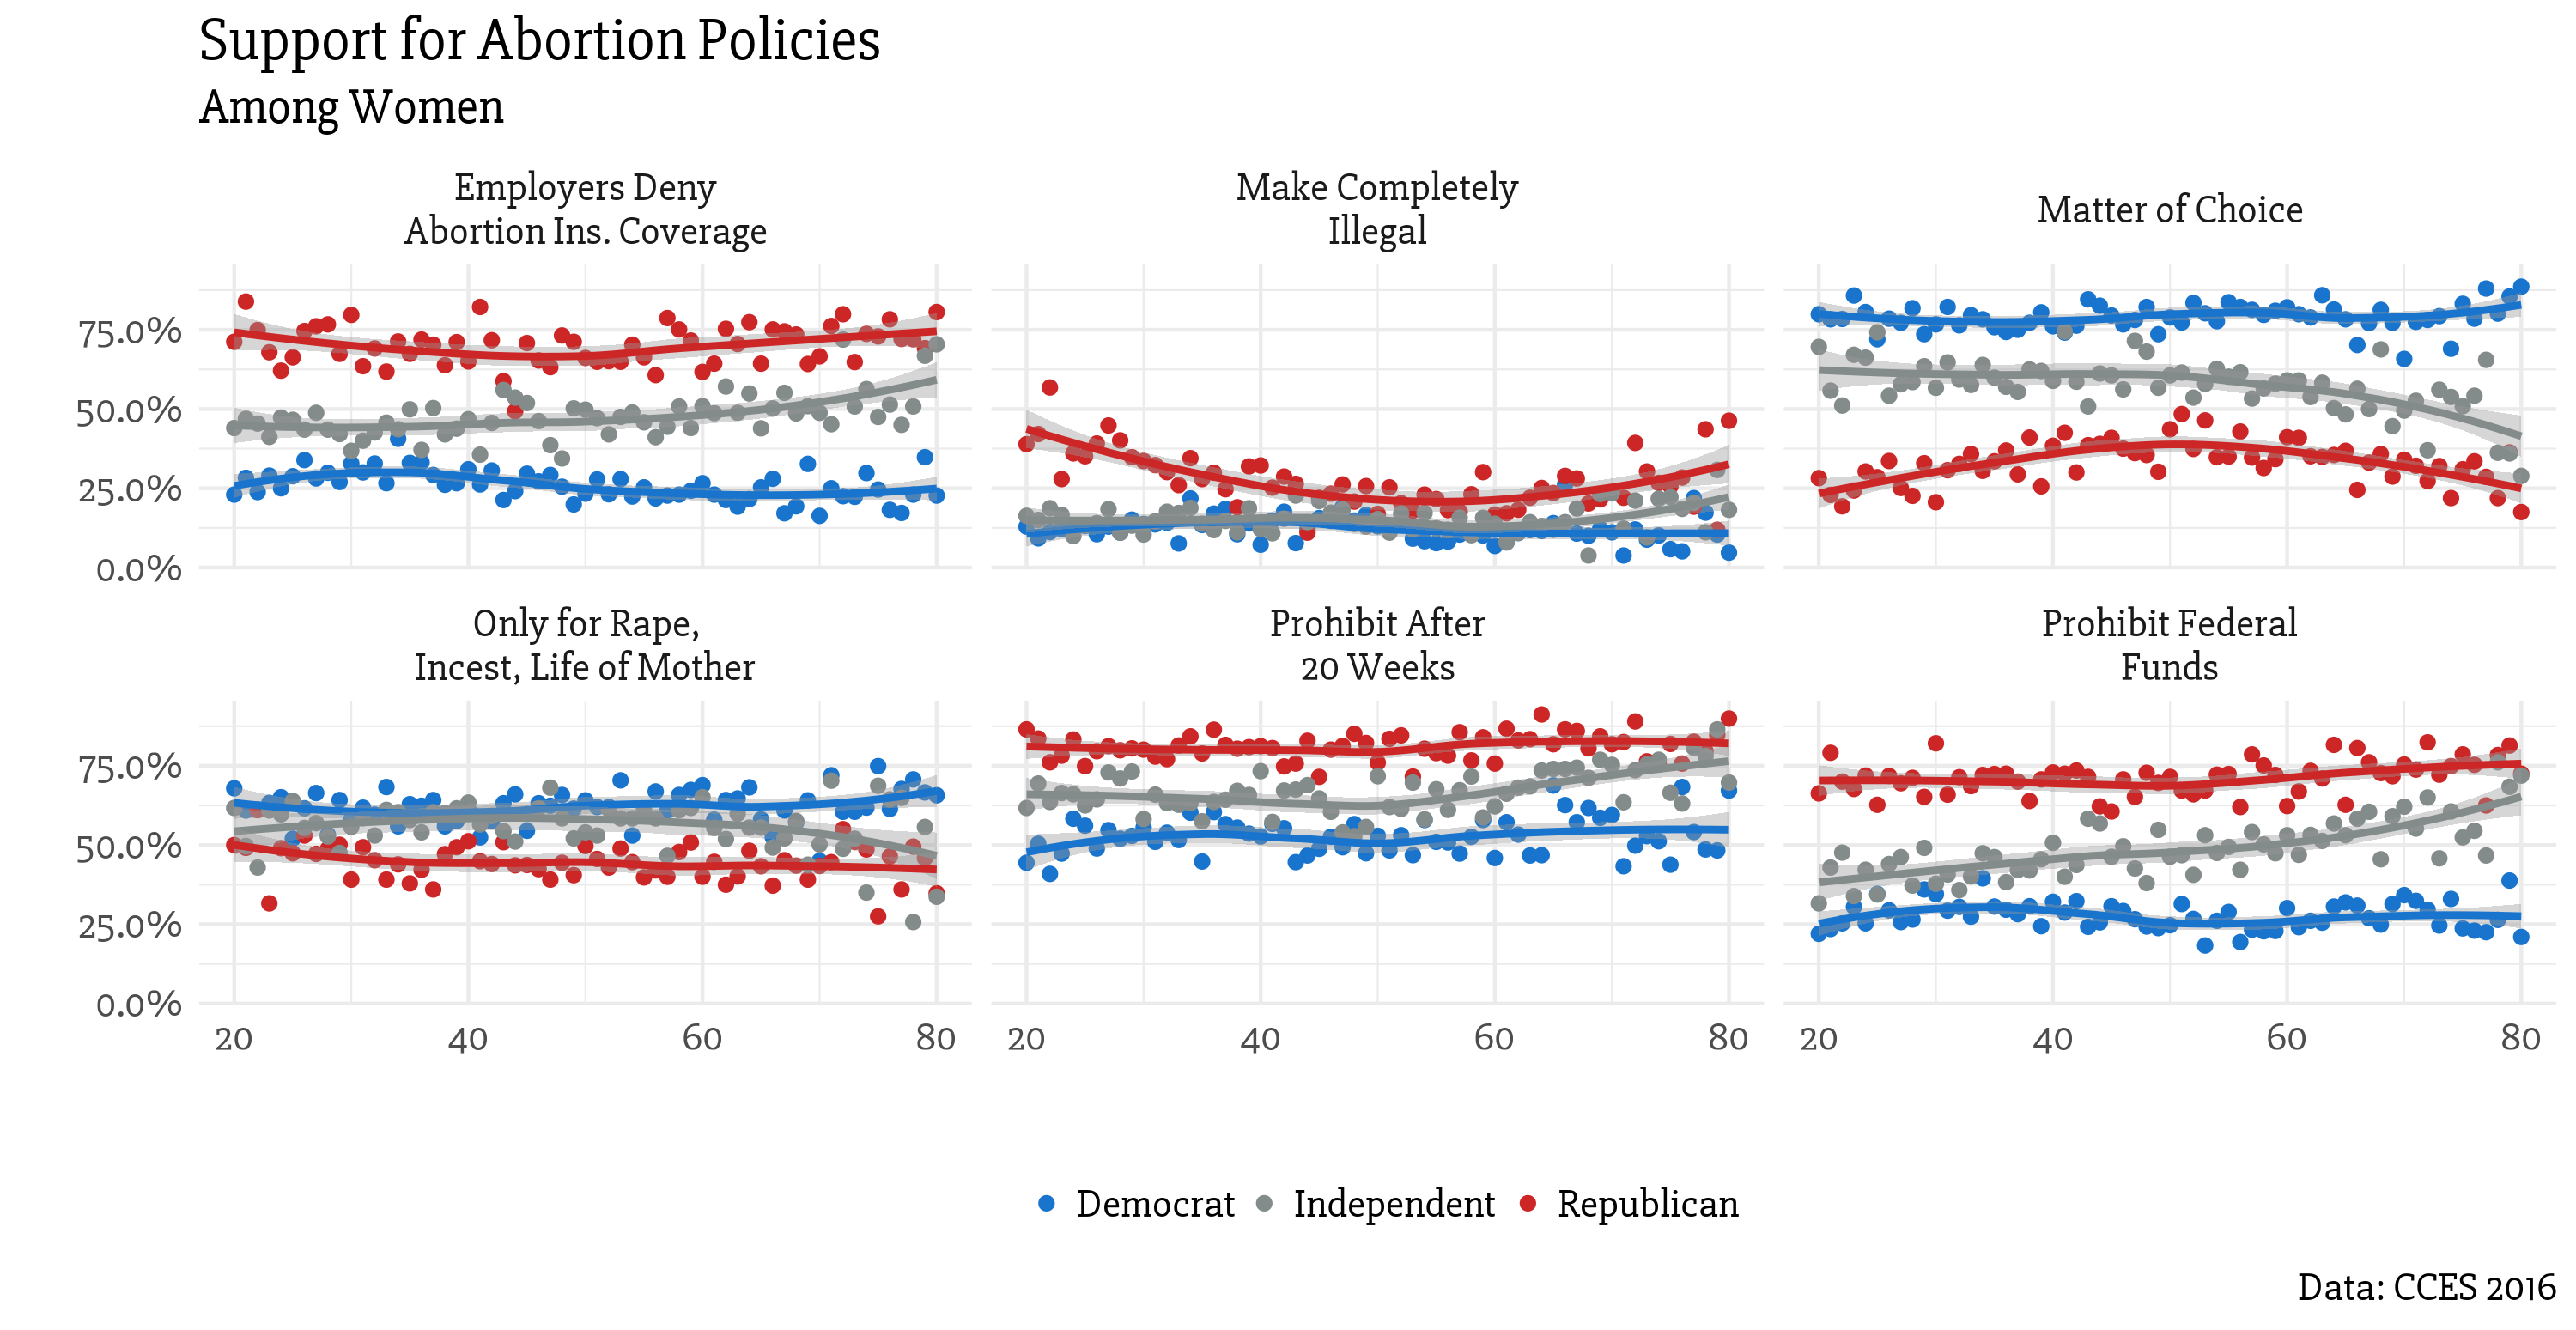 Support for Abortion Policies
Among Women
Employers Deny
Abortion Ins. Coverage
Make Completely
Illegal
Matter of Choice
75.0%
50.0%
25.0%
0.0%
Only for Rape,
Incest, Life of Mother
Prohibit After
20 Weeks
Prohibit Federal
Funds
75.0%
50.0%
25.0%
0.0%
20 40 60 80 20 40 60 80 20 40 60 80
Democrat Independent Republican
Data: CCES 2016